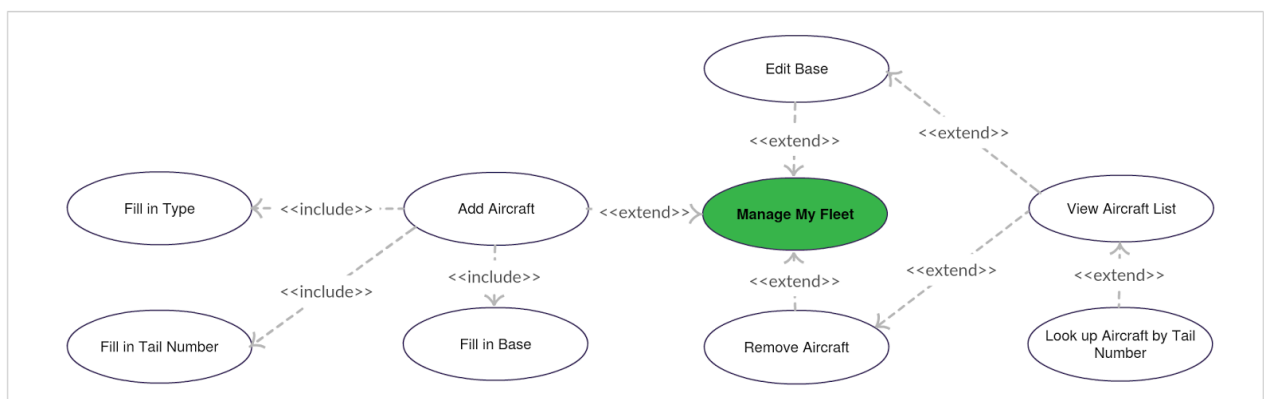 Edit Base
<<extend>>
<<extend>>
Fill in Type
<<include>>
Add Aircraft
<<extend>>
Manage My Fleet
View Aircraft List
<<include>>
<<include>>
<<extend>>
<<extend>>
<<extend>>
Fill in Tail Number
Fill in Base
Remove Aircraft
Look up Aircraft by Tail
Number